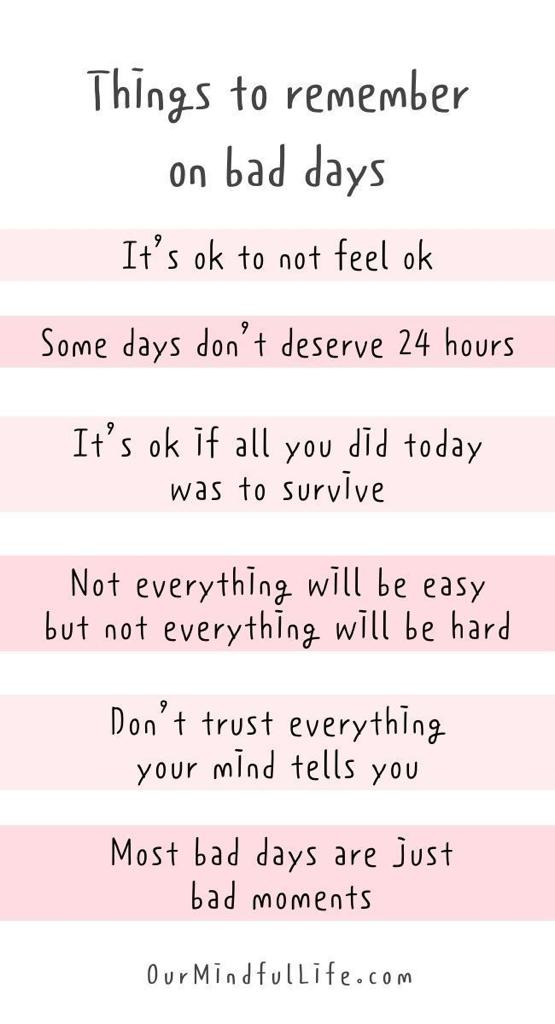 Things to remember
on bad days
It's ok to not feel ok
Some days don't deserve 24 hours
It's ok if all you did today
was to survive
Not everything will be easy
but not everything will be hard
Don't trust everything
your mind tells you
Most bad days are just
bad moments
OurMindfulLife.com